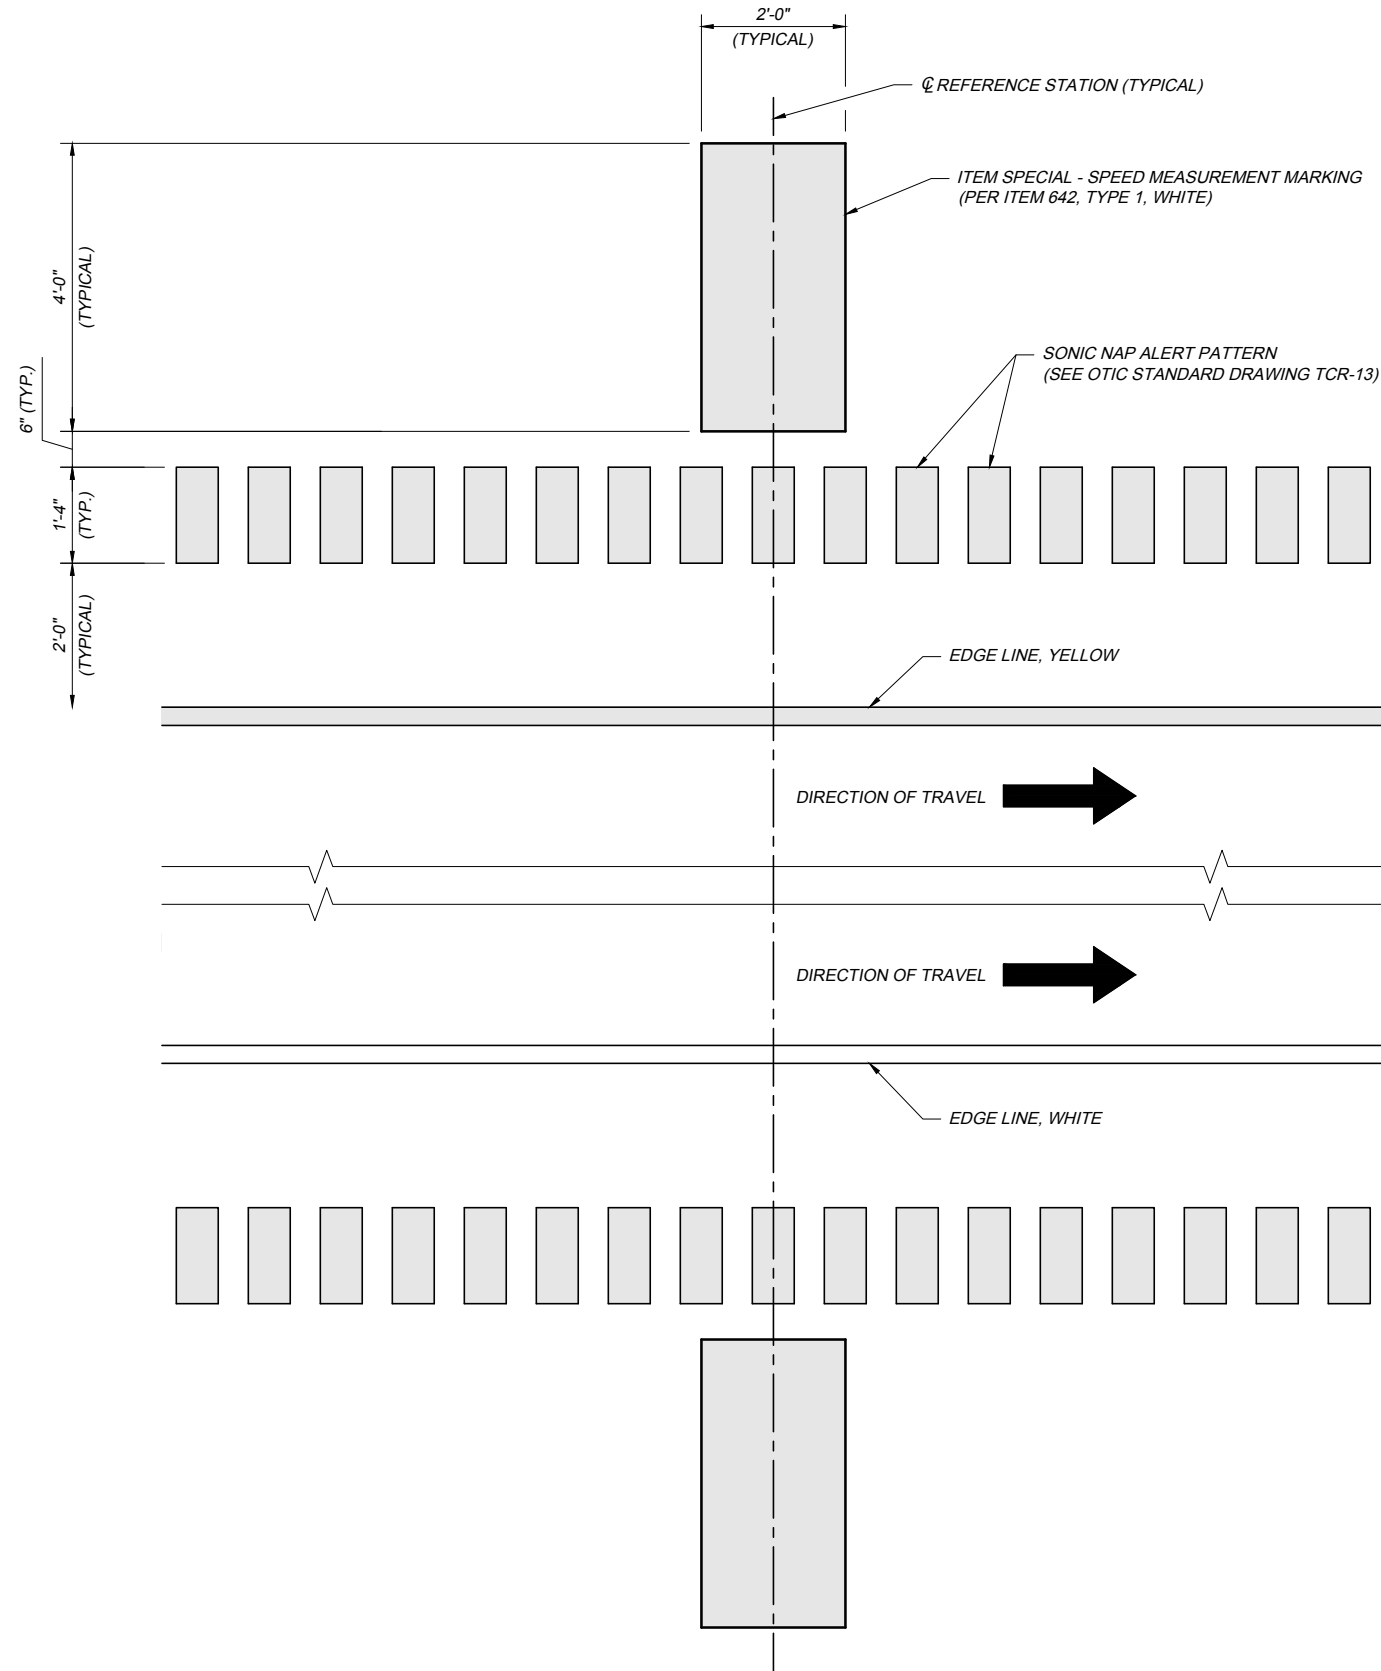 2'-0"
(TYPICAL)
℄ REFERENCE STATION (TYPICAL)
ITEM SPECIAL - SPEED MEASUREMENT MARKING
(PER ITEM 642, TYPE 1, WHITE)
4'-0"
(TYPICAL)
SONIC NAP ALERT PATTERN
(SEE OTIC STANDARD DRAWING TCR-13)
6" (TYP.)
1'-4"
(TYP.)
2'-0"
(TYPICAL)
EDGE LINE, YELLOW
DIRECTION OF TRAVEL
DIRECTION OF TRAVEL
EDGE LINE, WHITE